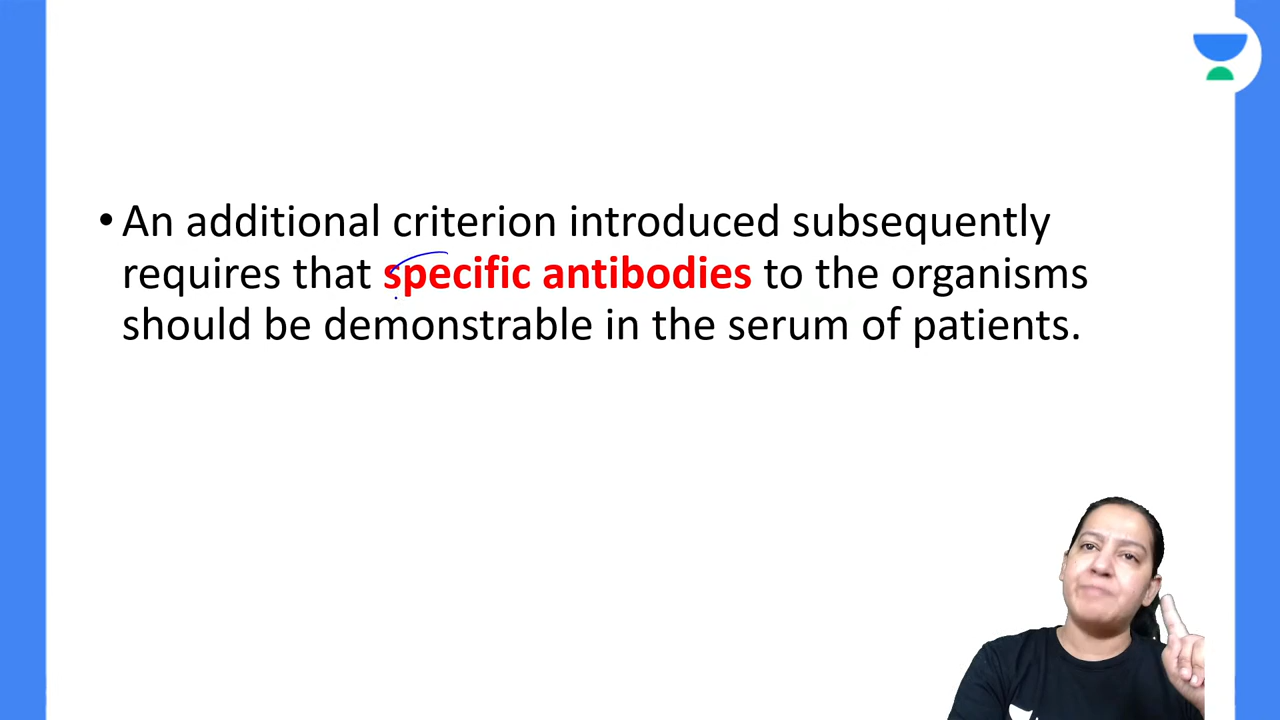 • An additional criterion introduced subsequently
requires that specific antibodies to the organisms
should be demonstrable in the serum of patients.